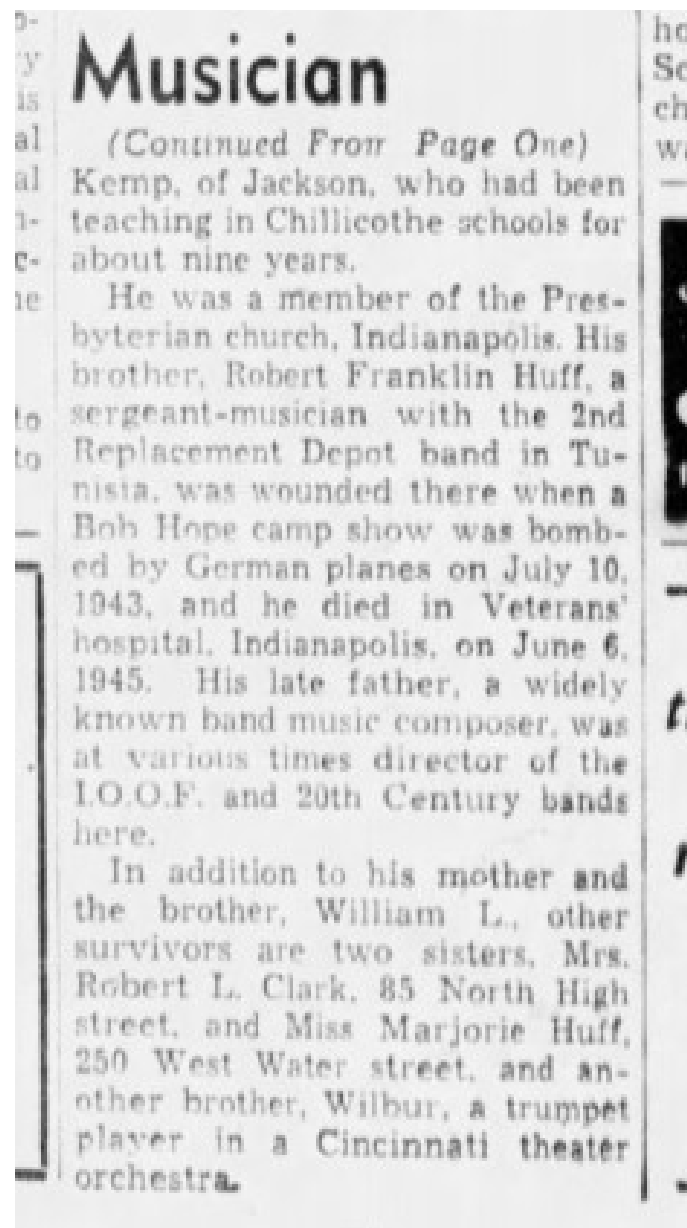 Musician
(Continued From Page One)
Kemp, of Jackson, who had been
teaching in Chillicothe schools for
about nine years.
He was a member of the Pres-
byterian church, Indianapolis. His
brother, Robert Franklin Huff, a
sergeant-musician with the 2nd
Replacement Depot band in Tu-
nisia, was wounded there when a
Bob Hope camp show was bomb-
ed by German planes on July 10,
1943, and he died in Veterans'
hospital, Indianapolis, on June 6,
1945. His late father, a widely
known band music composer, was
at various times director of the
I.O.O.F. and 20th Century bands
here.
In addition to his mother and
the brother, William L., other
survivors are two sisters, Mrs.
Robert L. Clark, 85 North High
street, and Miss Marjorie Huff,
250 West Water street, and an-
other brother, Wilbur, a trumpet
player in a Cincinnati theater
orchestra.